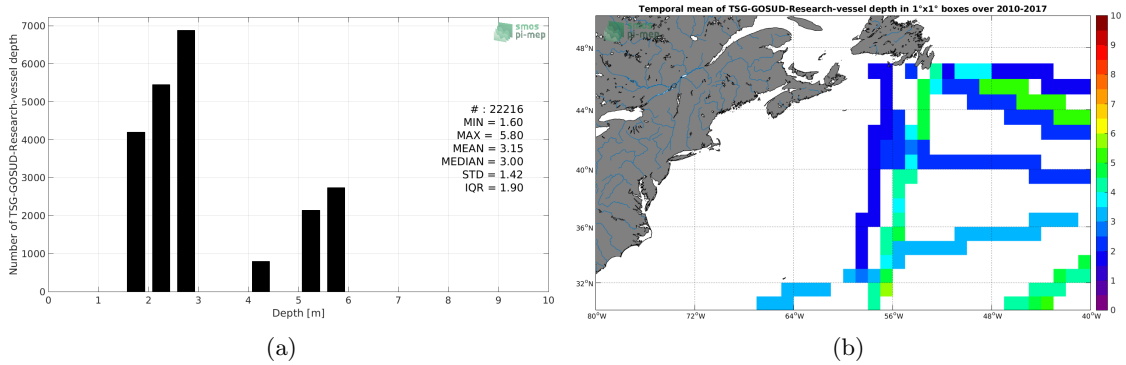 smos
pi-mep
7000
6000
5000
4000
3000
2000
1000
0
Number of TSG-GOSUD-Research-vessel depth
# : 22216
MIN = 1.60
MAX = 5.80
MEAN = 3.15
MEDIAN = 3.00
STD = 1.42
IQR = 1.90
0 1 2 3 4 5 6 7 8 9 10
Depth [m]
(a)
Temporal mean of TSG-GOSUD-Research-vessel depth in 1°x1° boxes over 2010-2017
smos
pi-mep
48°N
44°N
40°N
36°N
32°N
80°W 72°W 64°W 56°W 48°W 40°W
10
9
8
7
6
5
4
3
2
1
0
(b)